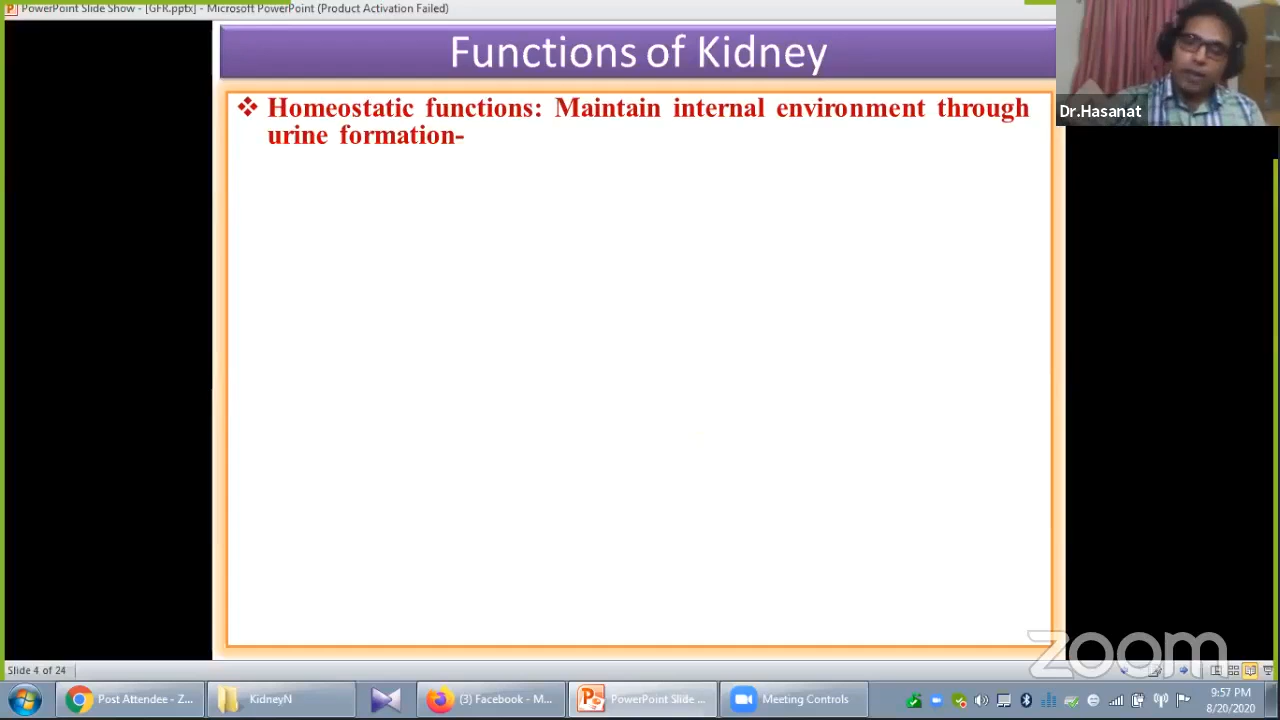 PowerPoint Slide Show - [GFR.pptx] - Microsoft PowerPoint (Product Activation Failed)
Functions of Kidney
Dr.Hasanat
❖ Homeostatic functions: Maintain internal environment through
urine formation-
zoom
Slide 4 of 24
Post Attendee - Z...
KidneyN
(3) Facebook - M...
PowerPoint Slide ...
Meeting Controls
9:57 PM
8/20/2020